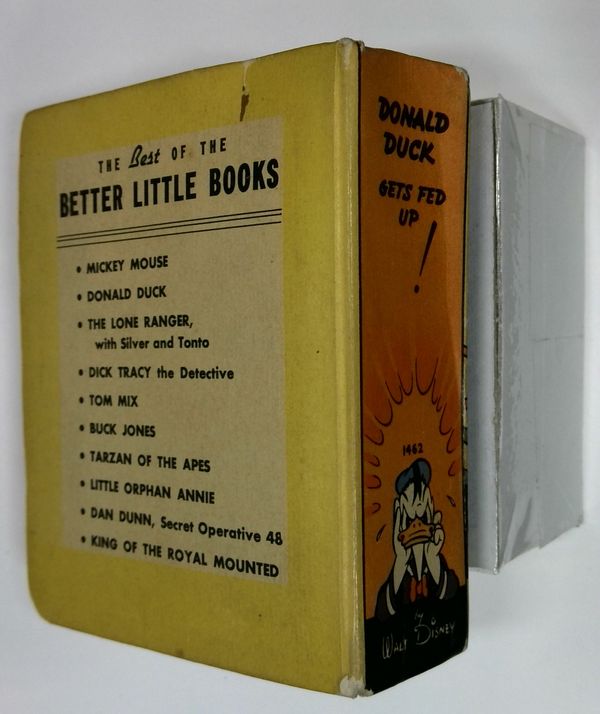 THE Best OF THE
BETTER LITTLE BOOKS
• MICKEY MOUSE
• DONALD DUCK
• THE LONE RANGER,
with Silver and Tonto
• DICK TRACY the Detective
• TOM MIX
• BUCK JONES
• TARZAN OF THE APES
• LITTLE ORPHAN ANNIE
• DAN DUNN, Secret Operative 48
• KING OF THE ROYAL MOUNTED
DONALD
DUCK
GETS FED
UP
!
1462
by
WALT DISNEY